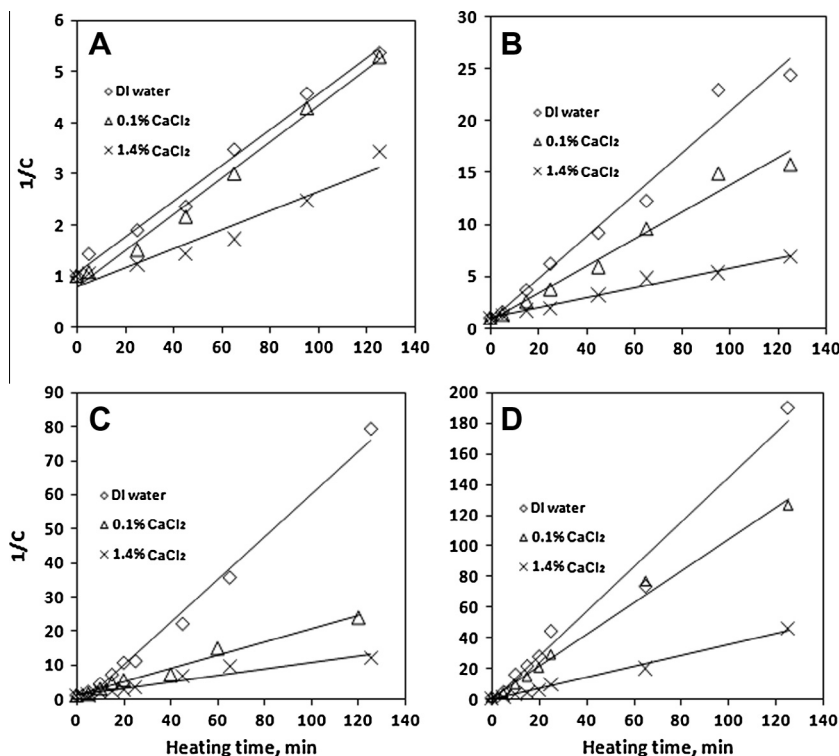 A
6
5
4
3
2
1
0
1/C
DI water
0.1% CaCl₂
1.4% CaCl₂
0 20 40 60 80 100 120 140
B
30
25
20
15
10
5
0
DI water
0.1% CaCl₂
1.4% CaCl₂
0 20 40 60 80 100 120 140
C
90
80
70
60
50
40
30
20
10
0
1/C
DI water
0.1% CaCl₂
1.4% CaCl₂
0 20 40 60 80 100 120 140
Heating time, min
D
200
180
160
140
120
100
80
60
40
20
0
DI water
0.1% CaCl₂
1.4% CaCl₂
0 20 40 60 80 100 120 140
Heating time, min